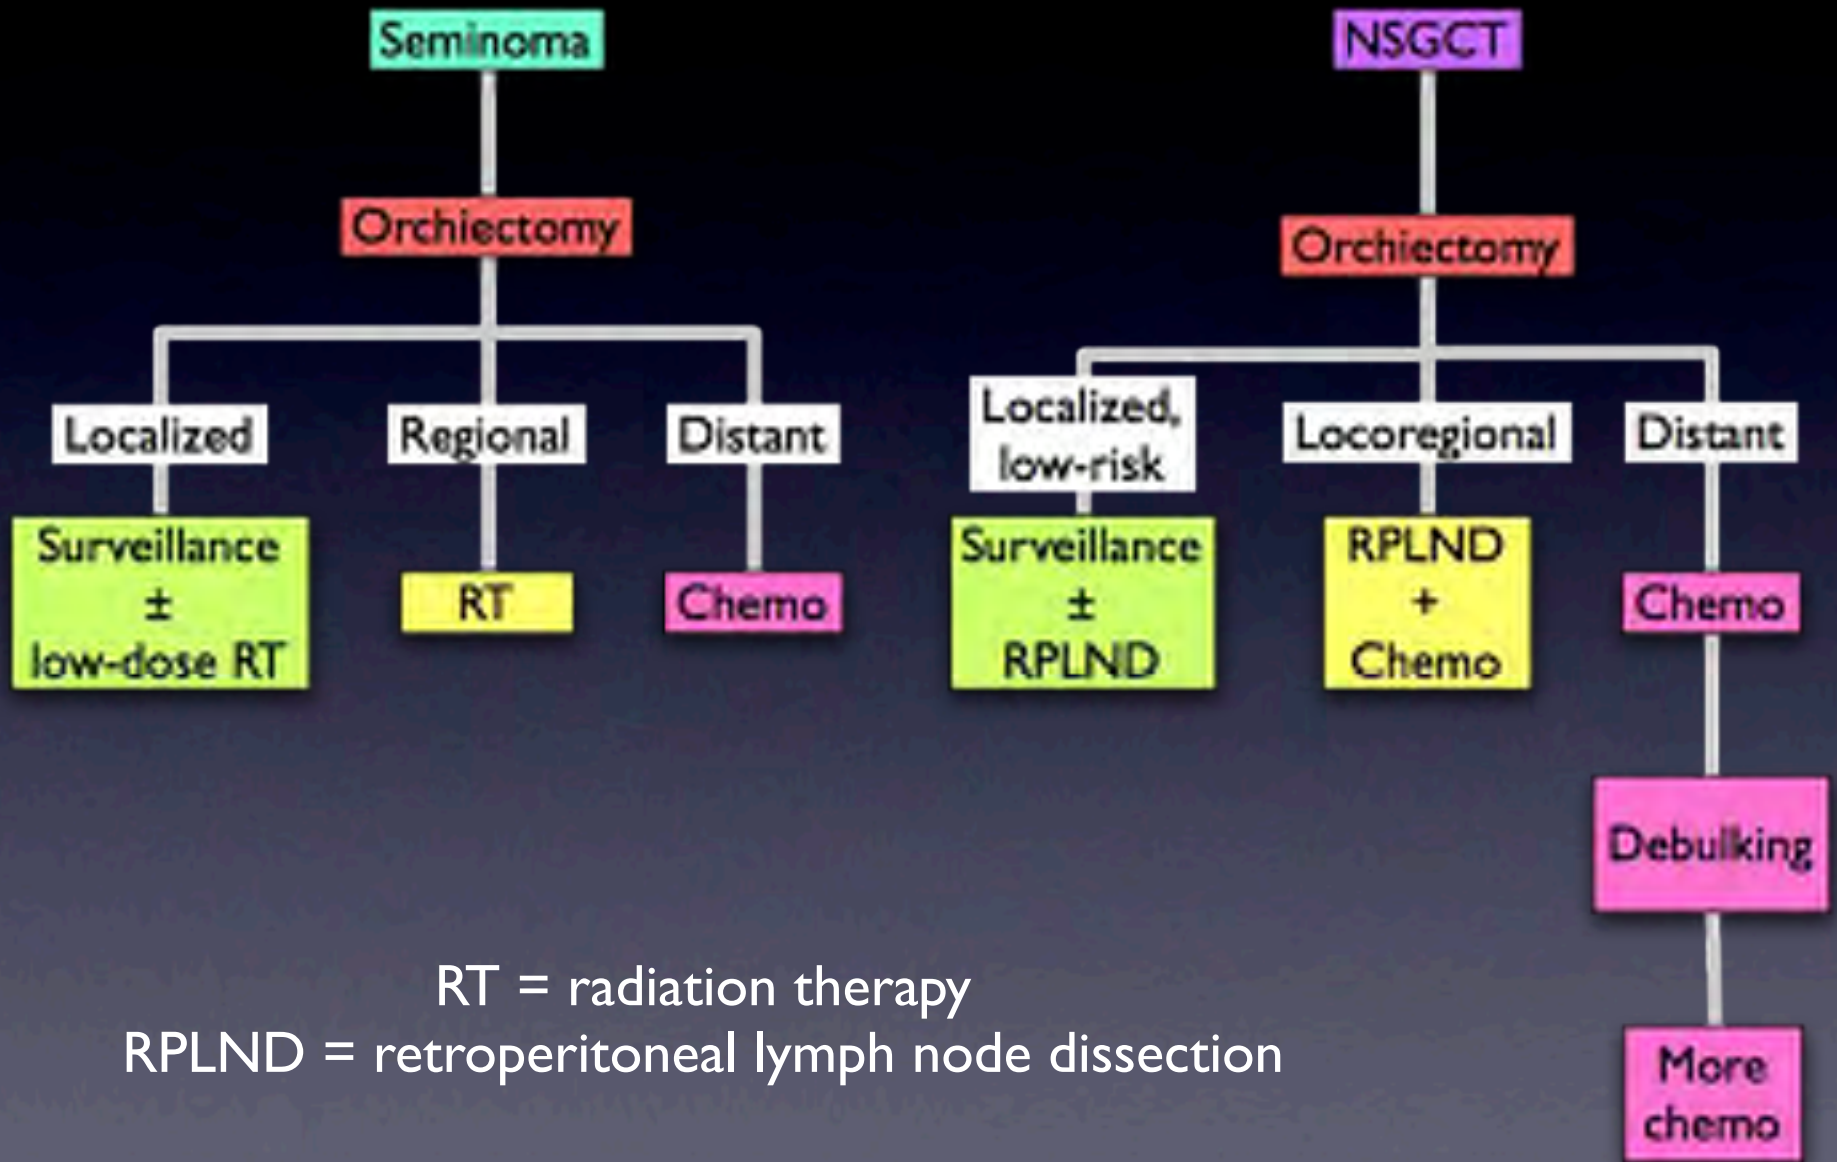 Seminoma
Orchiectomy
Localized
Regional
Distant
Surveillance
±
low-dose RT
RT
Chemo
NSGCT
Orchiectomy
Localized,
low-risk
Locoregional
Distant
Surveillance
±
RPLND
RPLND
+
Chemo
Chemo
Debulking
More
chemo
RT = radiation therapy
RPLND = retroperitoneal lymph node dissection